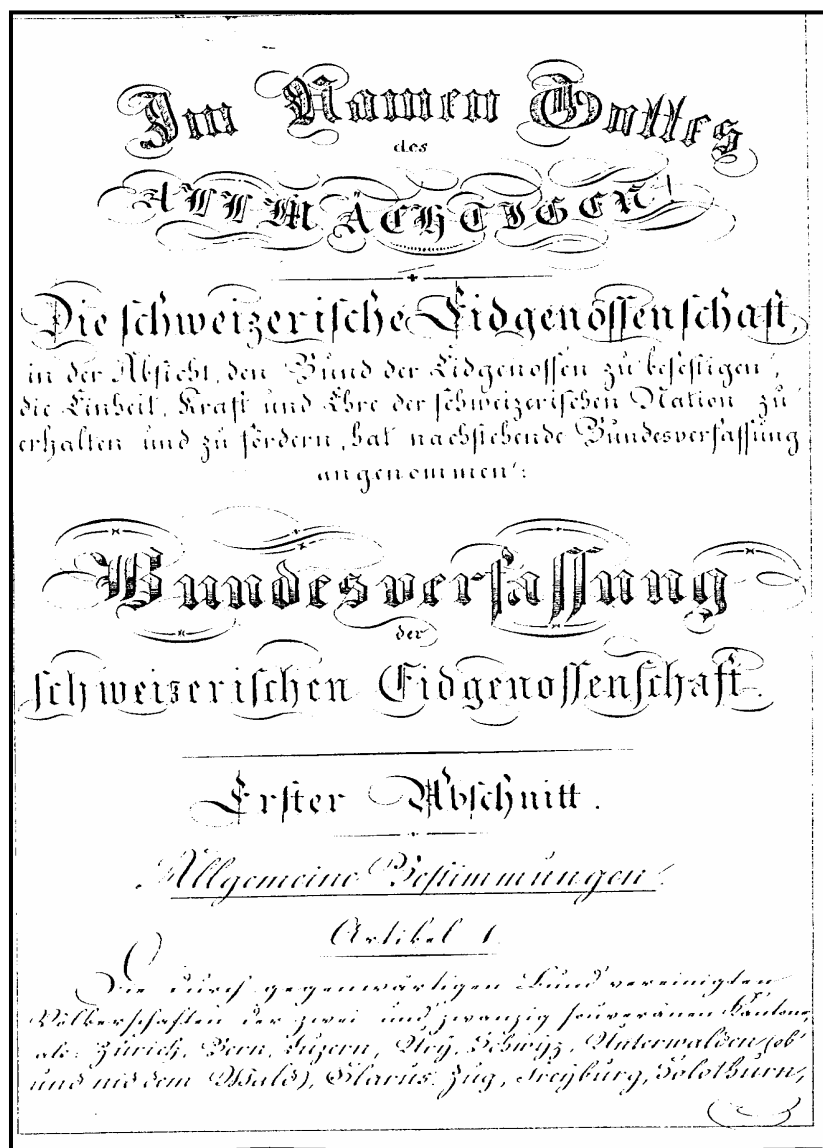 Im Namen Gottes
des
ALLMÄCHTIGEN!
Die schweizerische Eidgenossenschaft,
in der Absicht, den Bund der Eidgenossen zu befestigen,
die Einheit, Kraft und Ehre der schweizerischen Nation zu
erhalten und zu fördern, hat nachstehende Bundesverfassung
angenommen:
Bundesverfassung
der
schweizerischen Eidgenossenschaft.
Erster Abschnitt.
Allgemeine Bestimmungen.
Artikel 1.
Die durch gegenwärtigen Bund vereinigten
Völkerschaften der zwei und zwanzig souveränen Kantone,
als: Zürich, Bern, Luzern, Ury, Schwyz, Unterwalden (ob
und nid dem Wald), Glarus, Zug, Freyburg, Solothurn,